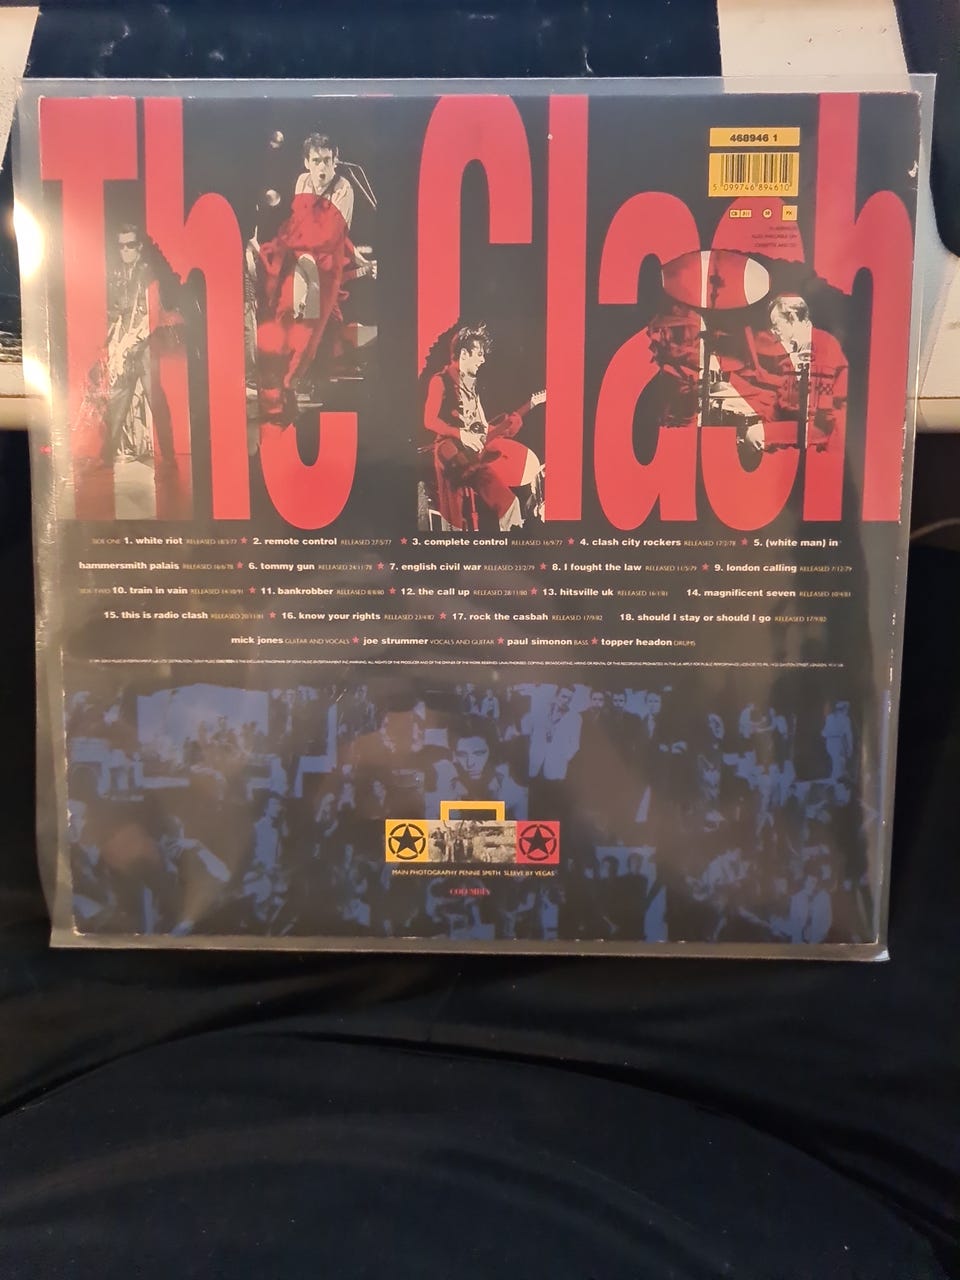 The Clash
468946 1
5 099746 894610
SIDE ONE 1. white riot RELEASED 18/3/77 ★ 2. remote control RELEASED 27/5/77 ★ 3. complete control RELEASED 16/9/77 ★ 4. clash city rockers RELEASED 17/2/78 ★ 5. (white man) in
hammersmith palais RELEASED 16/6/78 ★ 6. tommy gun RELEASED 24/11/78 ★ 7. english civil war RELEASED 23/2/79 ★ 8. I fought the law RELEASED 11/5/79 ★ 9. london calling RELEASED 7/12/79
SIDE TWO 10. train in vain ★ 11. bankrobber RELEASED 8/8/80 ★ 12. the call up RELEASED 28/11/80 ★ 13. hitsville uk RELEASED 16/1/81 14. magnificent seven RELEASED 10/4/81
15. this is radio clash RELEASED 20/11/81 ★ 16. know your rights RELEASED 23/4/82 ★ 17. rock the casbah RELEASED 17/9/82 18. should I stay or should I go RELEASED 17/9/82
mick jones GUITAR AND VOCALS ★ joe strummer VOCALS AND GUITAR ★ paul simonon BASS ★ topper headon DRUMS
MAIN PHOTOGRAPHY PENNIE SMITH SLEEVE BY VEGAS
COLUMBIA